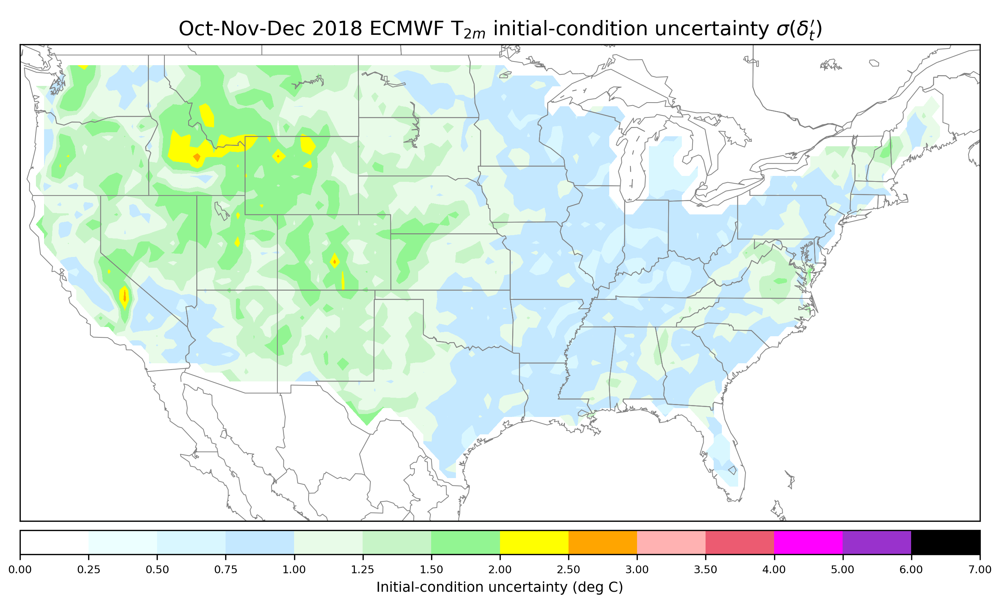 Oct-Nov-Dec 2018 ECMWF T₂ₘ initial-condition uncertainty σ(δ′ₜ)
0.00 0.25 0.50 0.75 1.00 1.25 1.50 2.00 2.50 3.00 3.50 4.00 5.00 6.00 7.00
Initial-condition uncertainty (deg C)